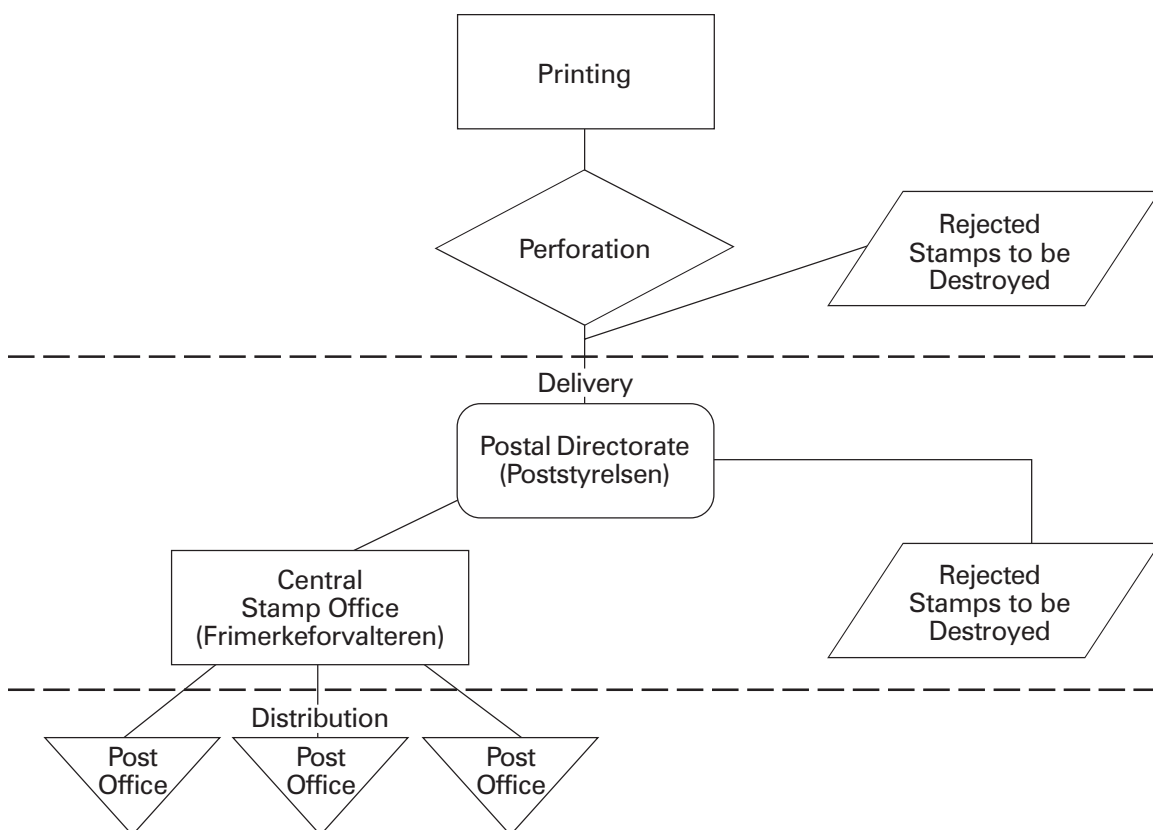 Printing
Perforation
Rejected
Stamps to be
Destroyed
Delivery
Postal Directorate
(Poststyrelsen)
Central
Stamp Office
(Frimerkeforvalteren)
Rejected
Stamps to be
Destroyed
Distribution
Post
Office
Post
Office
Post
Office